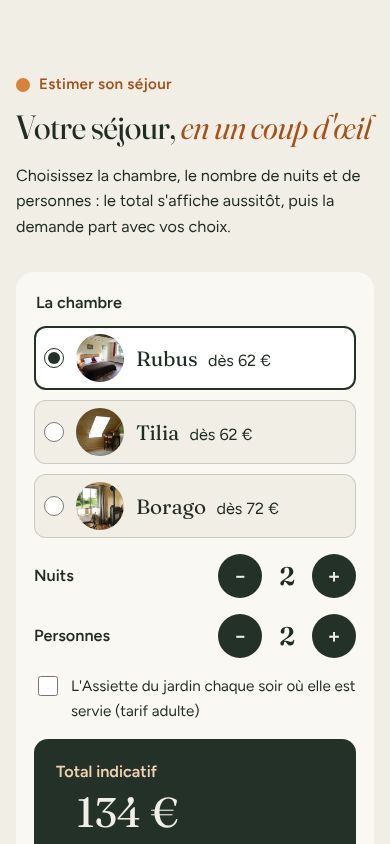 Estimer son séjour
Votre séjour, en un coup d'œil
Choisissez la chambre, le nombre de nuits et de
personnes : le total s'affiche aussitôt, puis la
demande part avec vos choix.
La chambre
Rubus dès 62 €
Tilia dès 62 €
Borago dès 72 €
Nuits − 2 +
Personnes − 2 +
L'Assiette du jardin chaque soir où elle est
servie (tarif adulte)
Total indicatif
134 €